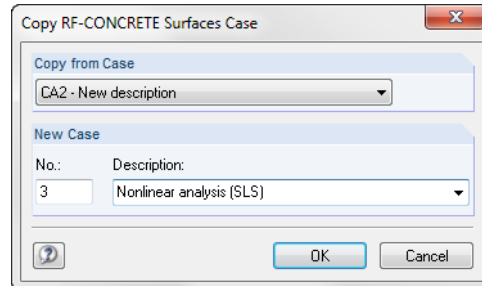 Copy RF-CONCRETE Surfaces Case
Copy from Case
CA2 - New description
New Case
No.: Description:
3 Nonlinear analysis (SLS)
OK Cancel